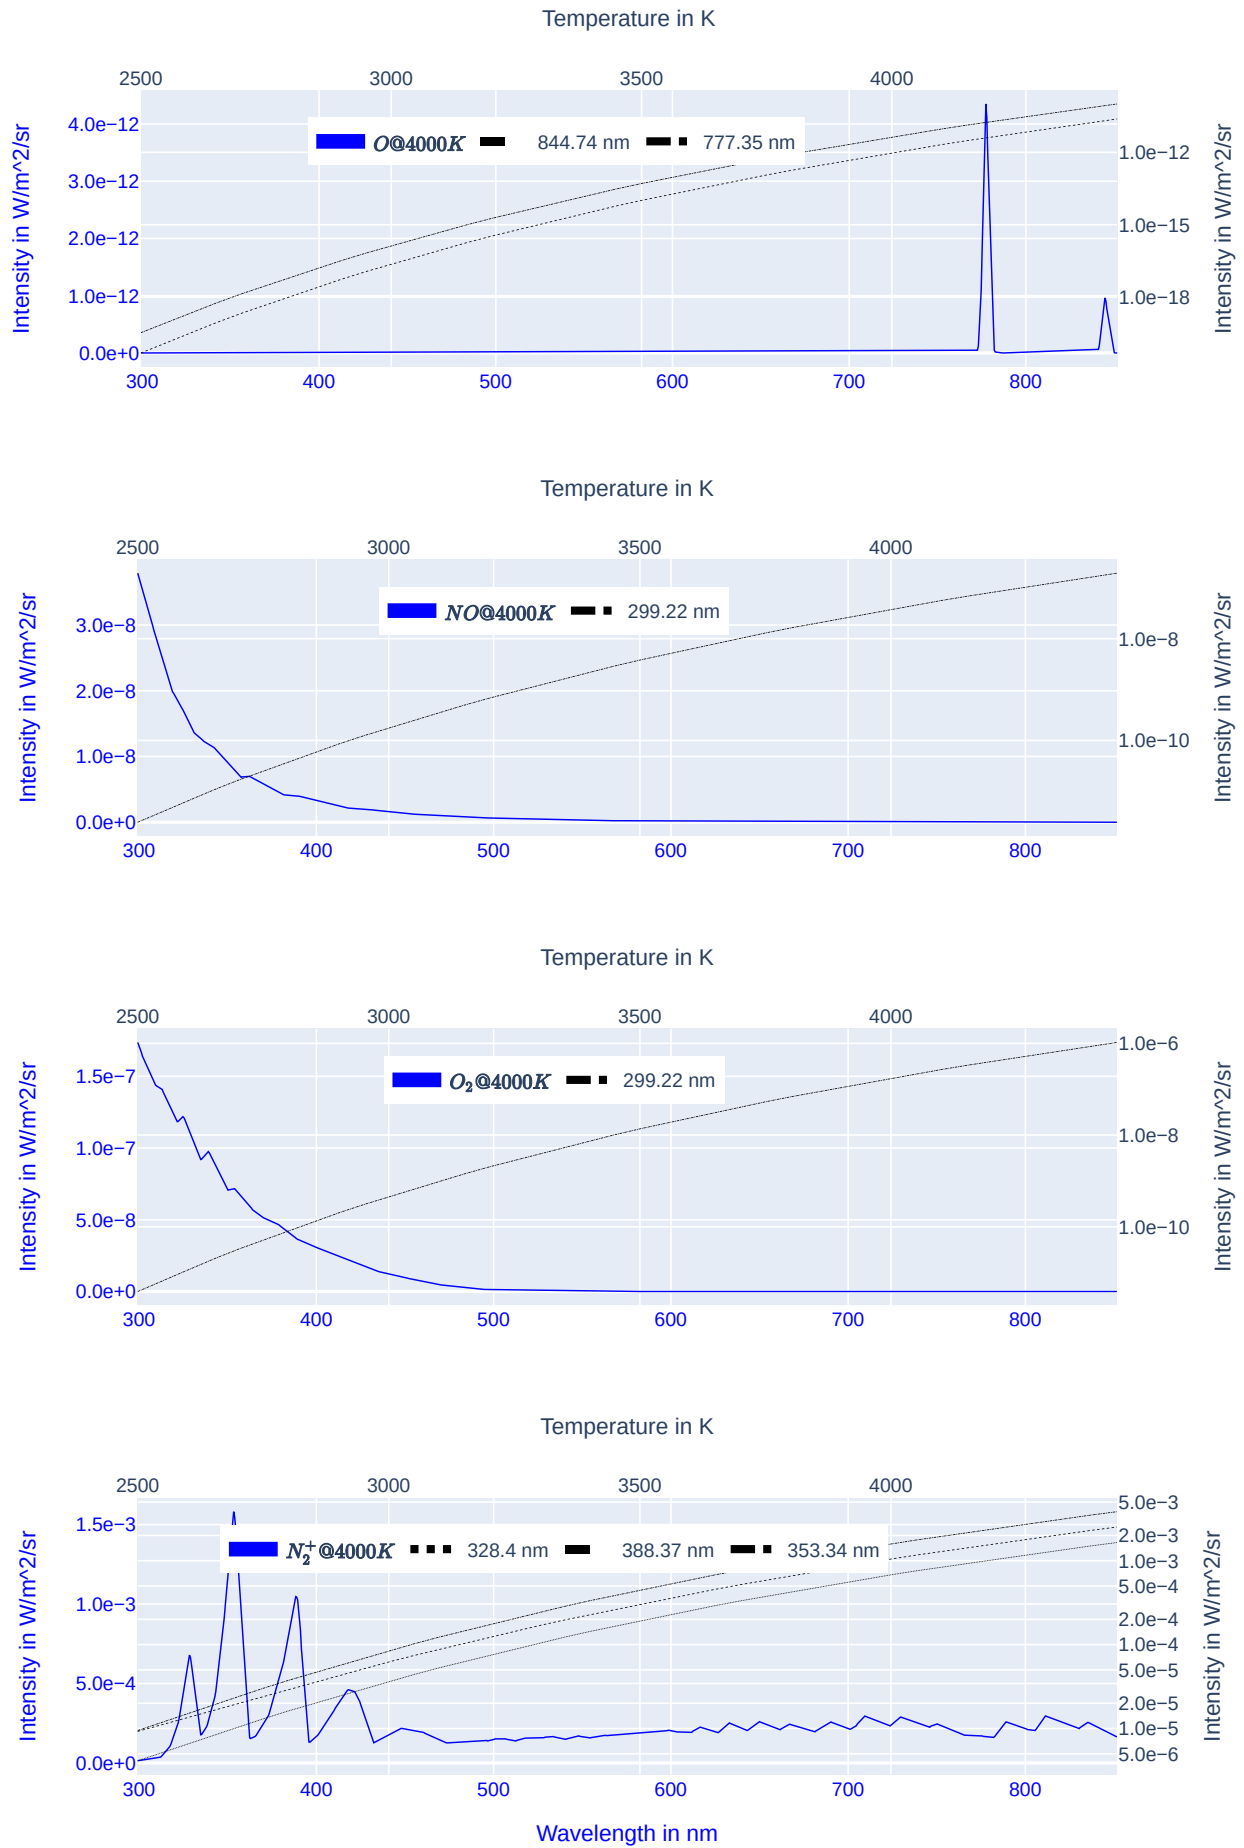 Temperature in K
2500 3000 3500 4000
Intensity in W/m^2/sr
4.0e−12
3.0e−12
2.0e−12
1.0e−12
0.0e+0
O@4000K 844.74 nm 777.35 nm
1.0e−12
1.0e−15
1.0e−18
Intensity in W/m^2/sr
300 400 500 600 700 800
Temperature in K
2500 3000 3500 4000
Intensity in W/m^2/sr
3.0e−8
2.0e−8
1.0e−8
0.0e+0
NO@4000K 299.22 nm
1.0e−8
1.0e−10
Intensity in W/m^2/sr
300 400 500 600 700 800
Temperature in K
2500 3000 3500 4000
Intensity in W/m^2/sr
1.5e−7
1.0e−7
5.0e−8
0.0e+0
O₂@4000K 299.22 nm
1.0e−6
1.0e−8
1.0e−10
Intensity in W/m^2/sr
300 400 500 600 700 800
Temperature in K
2500 3000 3500 4000
Intensity in W/m^2/sr
1.5e−3
1.0e−3
5.0e−4
0.0e+0
N₂⁺@4000K 328.4 nm 388.37 nm 353.34 nm
5.0e−3
2.0e−3
1.0e−3
5.0e−4
2.0e−4
1.0e−4
5.0e−5
2.0e−5
1.0e−5
5.0e−6
Intensity in W/m^2/sr
300 400 500 600 700 800
Wavelength in nm